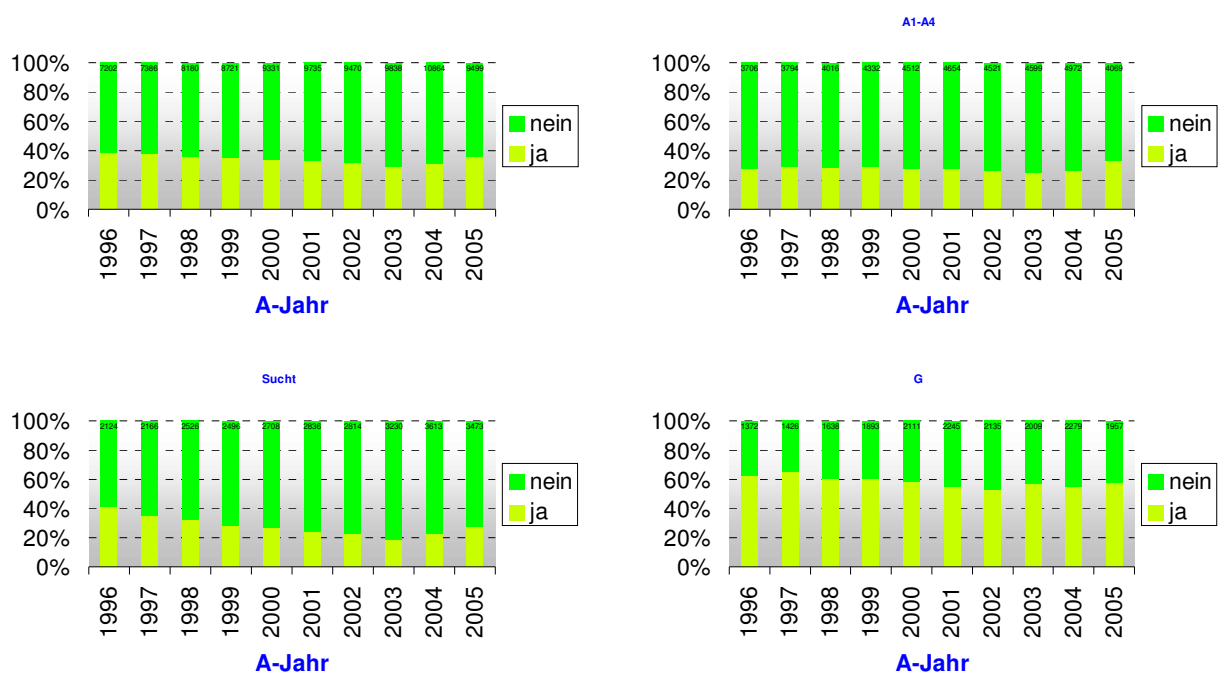 100%
80%
60%
40%
20%
0%
7202 7386 8180 8721 9331 9735 9470 9838 10864 9499
1996 1997 1998 1999 2000 2001 2002 2003 2004 2005
A-Jahr
nein
ja
A1-A4
100%
80%
60%
40%
20%
0%
3706 3794 4016 4332 4512 4654 4521 4599 4972 4069
1996 1997 1998 1999 2000 2001 2002 2003 2004 2005
A-Jahr
nein
ja
Sucht
100%
80%
60%
40%
20%
0%
2124 2166 2526 2496 2708 2836 2814 3230 3613 3473
1996 1997 1998 1999 2000 2001 2002 2003 2004 2005
A-Jahr
nein
ja
G
100%
80%
60%
40%
20%
0%
1372 1426 1638 1893 2111 2245 2135 2009 2279 1957
1996 1997 1998 1999 2000 2001 2002 2003 2004 2005
A-Jahr
nein
ja